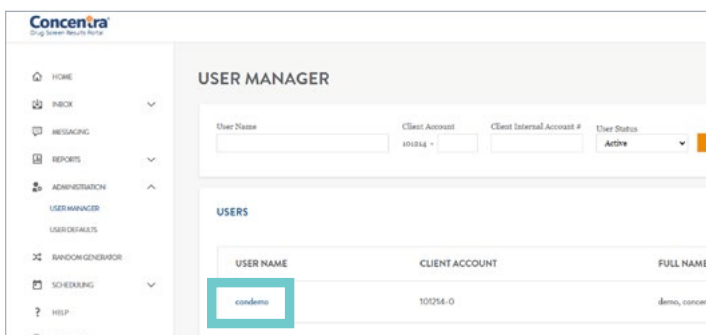 Concentra
Drug Screen Results Portal
HOME
INBOX
MESSAGING
REPORTS
ADMINISTRATION
USER MANAGER
USER DEFAULTS
RANDOM GENERATOR
SCHEDULING
? HELP
USER MANAGER
User Name
Client Account
Client Internal Account #
User Status
101214 -
Active
USERS
USER NAME
CLIENT ACCOUNT
FULL NAME
condemo
101214-0
demo, concen